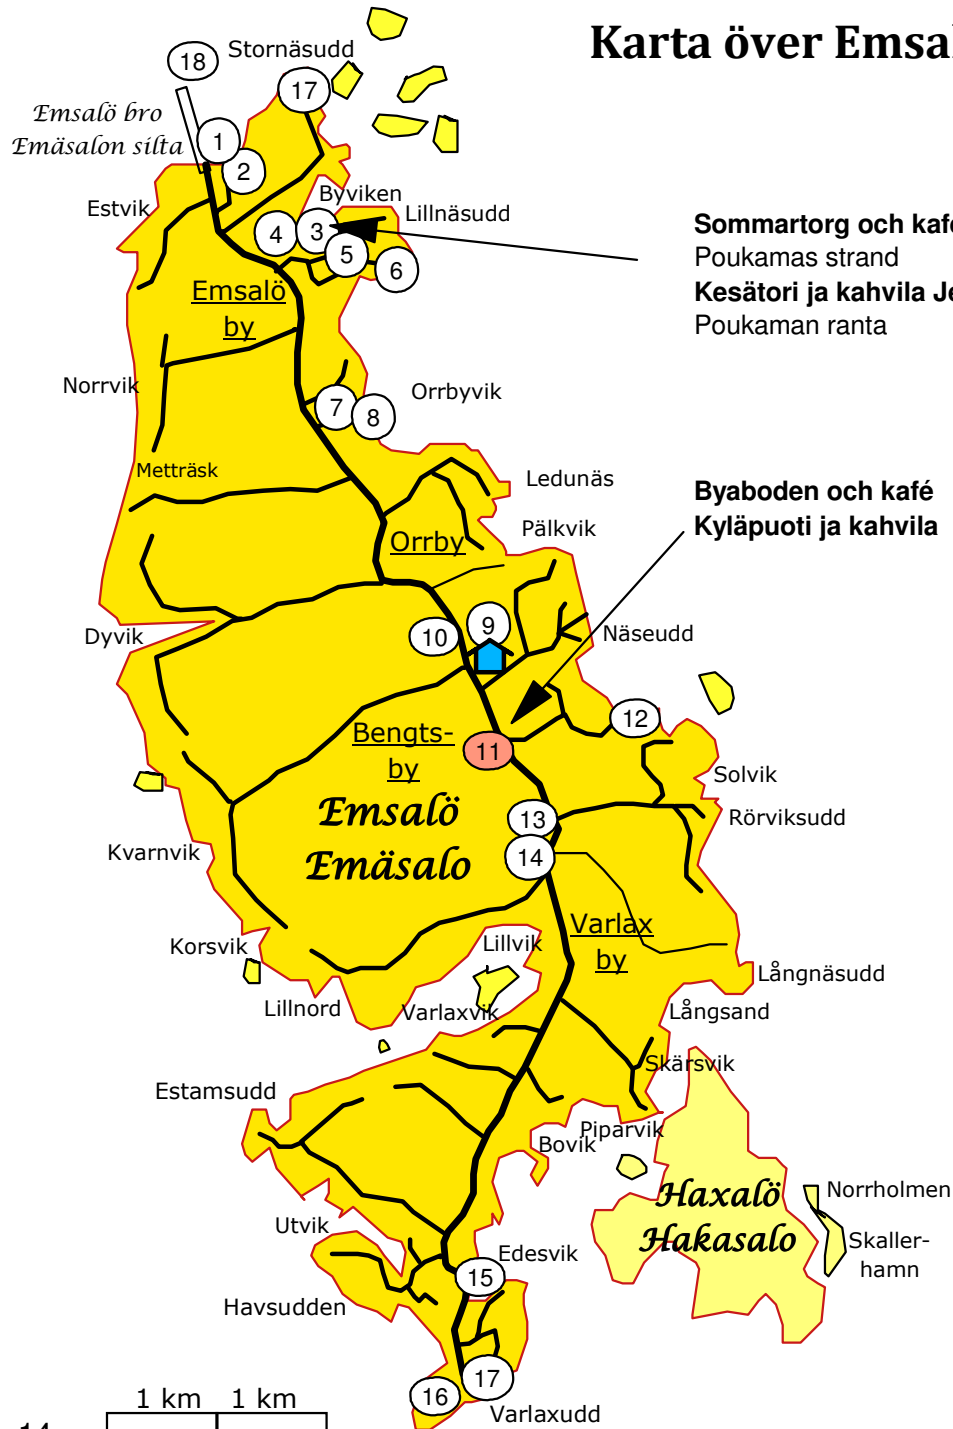 Karta över Emsal
Stornäsudd
18
17
Emsalö bro
Emäsalon silta
1
2
Estvik
Byviken
Lillnäsudd
4
3
5
6
Sommartorg och kafé
Poukamas strand
Kesätori ja kahvila Je
Poukaman ranta
Emsalö
by
Norrvik
Orrbyvik
7
8
Metträsk
Ledunäs
Byaboden och kafé
Kyläpuoti ja kahvila
Pälkvik
Orrby
Dyvik
10
9
Näseudd
12
Bengts-
by
11
Solvik
Emsalö
Emäsalo
13
Rörviksudd
14
Kvarnvik
Varlax
by
Korsvik
Lillvik
Långnäsudd
Lillnord
Varlaxvik
Långsand
Skärsvik
Estamsudd
Piparvik
Bovik
Haxalö
Hakasalo
Norrholmen
Skaller-
hamn
Utvik
Edesvik
15
Havsudden
17
16
Varlaxudd
1 km 1 km